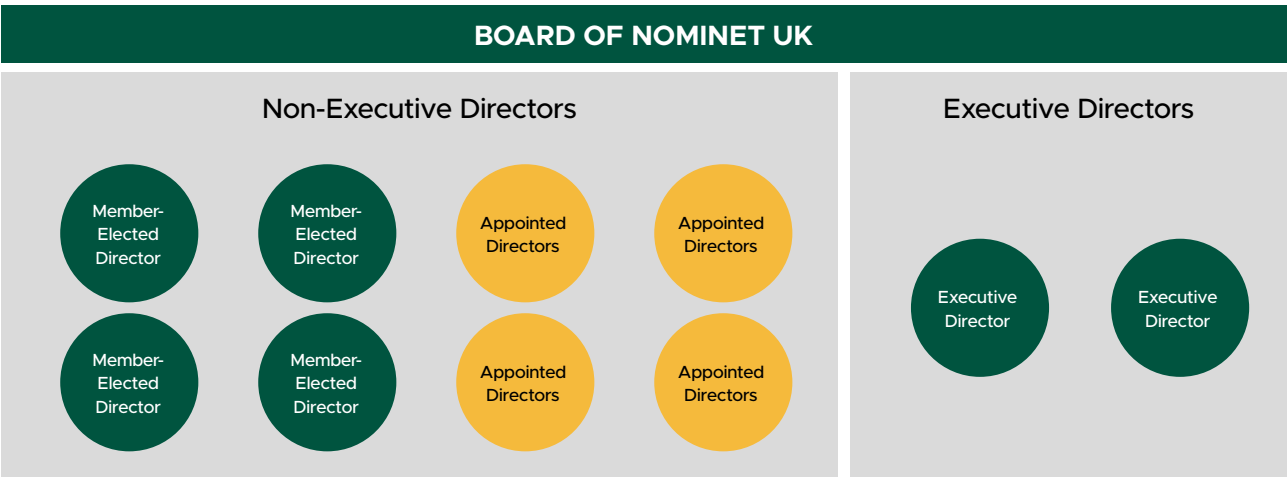 BOARD OF NOMINET UK
Non-Executive Directors
Executive Directors
Member-
Elected
Director
Member-
Elected
Director
Appointed
Directors
Appointed
Directors
Member-
Elected
Director
Member-
Elected
Director
Appointed
Directors
Appointed
Directors
Executive
Director
Executive
Director